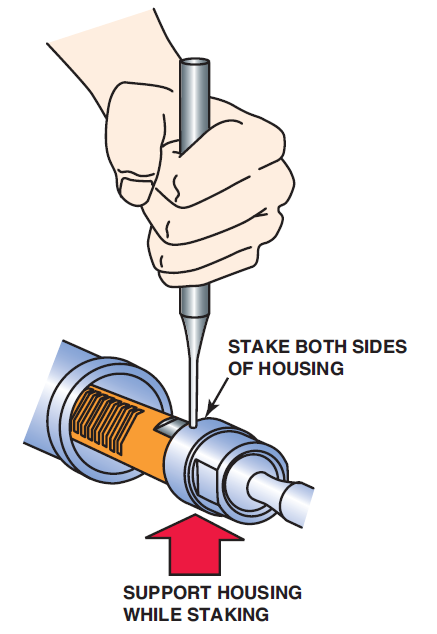 STAKE BOTH SIDES
OF HOUSING
SUPPORT HOUSING
WHILE STAKING